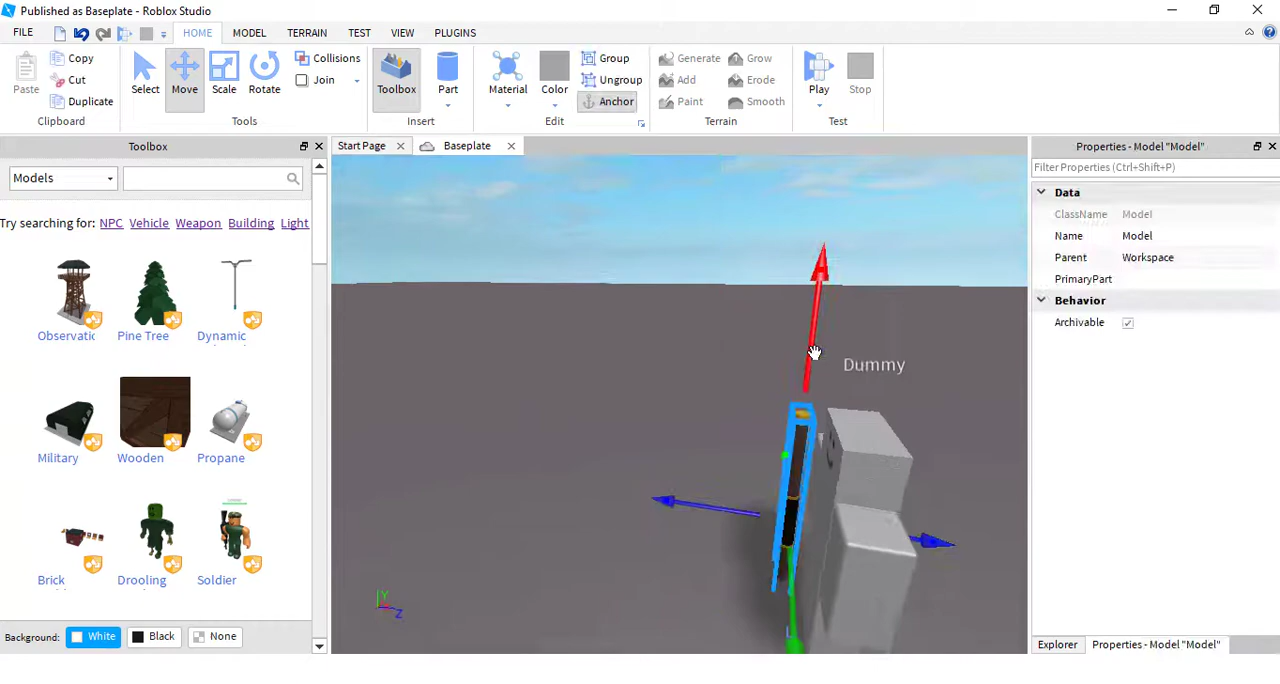 Published as Baseplate - Roblox Studio
FILE HOME MODEL TERRAIN TEST VIEW PLUGINS
Paste Copy Cut Duplicate
Clipboard
Select Move Scale Rotate Collisions Join
Tools
Toolbox Part
Insert
Material Color Group Ungroup Anchor
Edit
Generate Grow
Add Erode
Paint Smooth
Terrain
Play Stop
Test
Toolbox
Models
Try searching for: NPC Vehicle Weapon Building Light
Observatic Pine Tree Dynamic
Military Wooden Propane
Brick Drooling Soldier
Background: White Black None
Start Page Baseplate
Dummy
Y
Z
Properties - Model "Model"
Filter Properties (Ctrl+Shift+P)
Data
ClassName Model
Name Model
Parent Workspace
PrimaryPart
Behavior
Archivable
Explorer Properties - Model "Model"